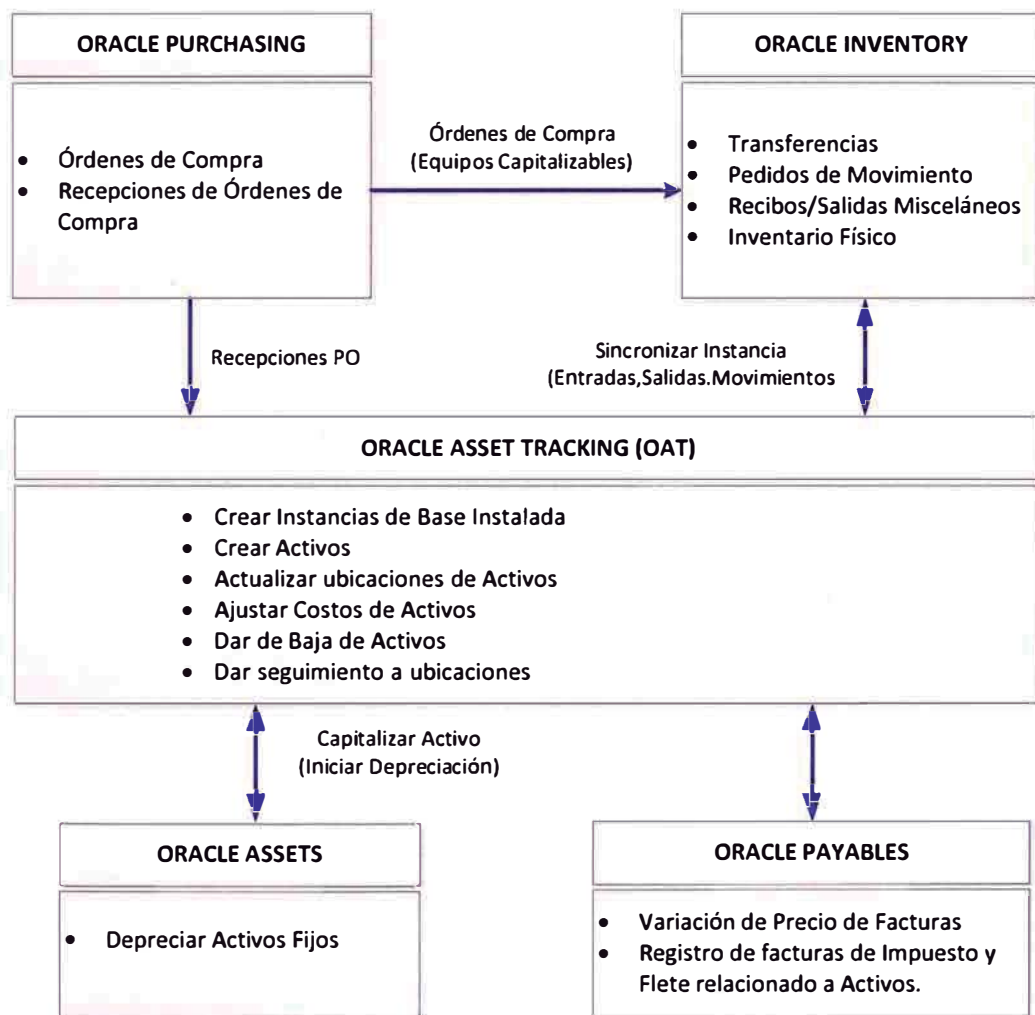 ORACLE PURCHASING
• Órdenes de Compra
• Recepciones de Órdenes de
Compra
Órdenes de Compra
(Equipos Capitalizables)
ORACLE INVENTORY
• Transferencias
• Pedidos de Movimiento
• Recibos/Salidas Misceláneos
• Inventario Físico
Recepciones PO
Sincronizar Instancia
(Entradas,Salidas.Movimientos
ORACLE ASSET TRACKING (OAT)
• Crear Instancias de Base Instalada
• Crear Activos
• Actualizar ubicaciones de Activos
• Ajustar Costos de Activos
• Dar de Baja de Activos
• Dar seguimiento a ubicaciones
Capitalizar Activo
(Iniciar Depreciación)
ORACLE ASSETS
• Depreciar Activos Fijos
ORACLE PAYABLES
• Variación de Precio de Facturas
• Registro de facturas de Impuesto y
Flete relacionado a Activos.